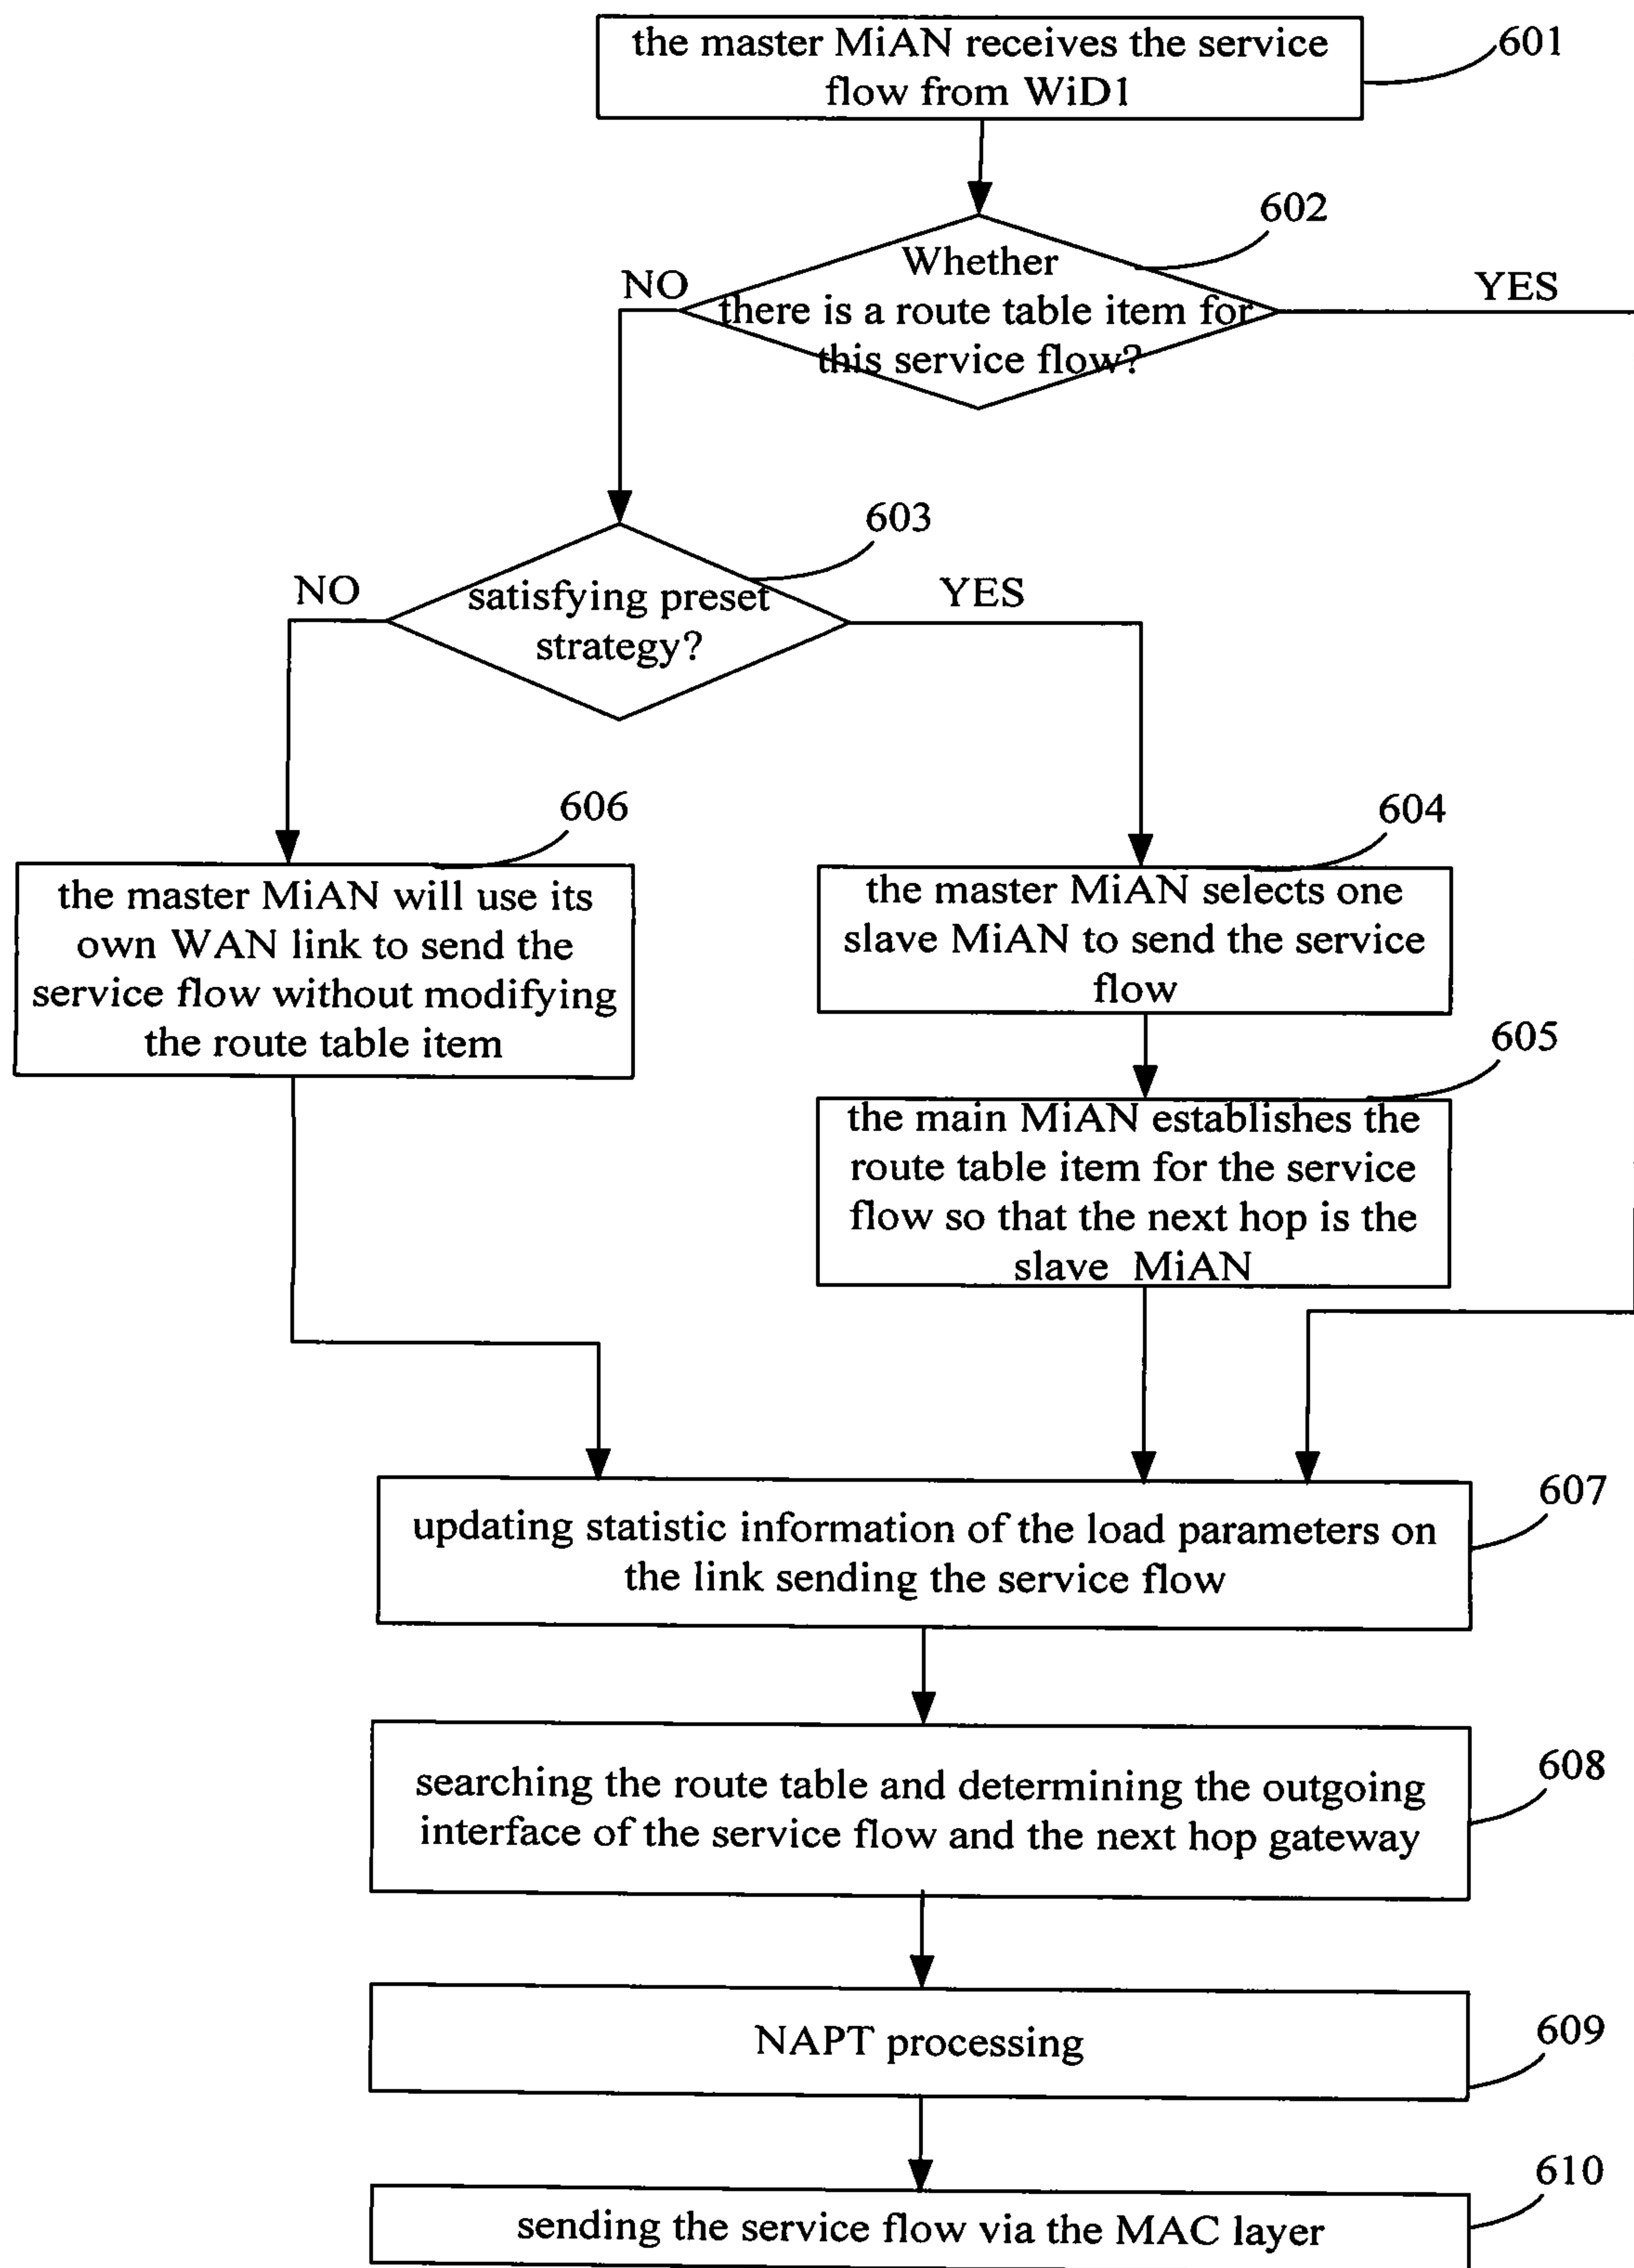 the master MiAN receives the service
flow from WiD1
601
602
Whether
there is a route table item for
this service flow?
NO
YES
603
satisfying preset
strategy?
NO
YES
606
the master MiAN will use its
own WAN link to send the
service flow without modifying
the route table item
604
the master MiAN selects one
slave MiAN to send the service
flow
605
the main MiAN establishes the
route table item for the service
flow so that the next hop is the
slave MiAN
607
updating statistic information of the load parameters on
the link sending the service flow
608
searching the route table and determining the outgoing
interface of the service flow and the next hop gateway
609
NAPT processing
610
sending the service flow via the MAC layer